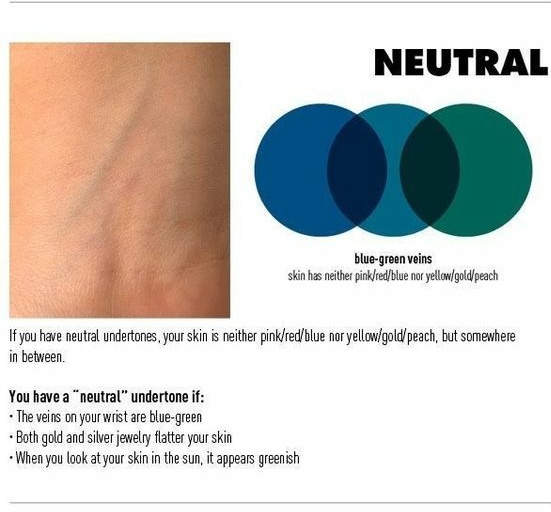 NEUTRAL
blue-green veins
skin has neither pink/red/blue nor yellow/gold/peach
If you have neutral undertones, your skin is neither pink/red/blue nor yellow/gold/peach, but somewhere
in between.
You have a "neutral" undertone if:
• The veins on your wrist are blue-green
• Both gold and silver jewelry flatter your skin
• When you look at your skin in the sun, it appears greenish